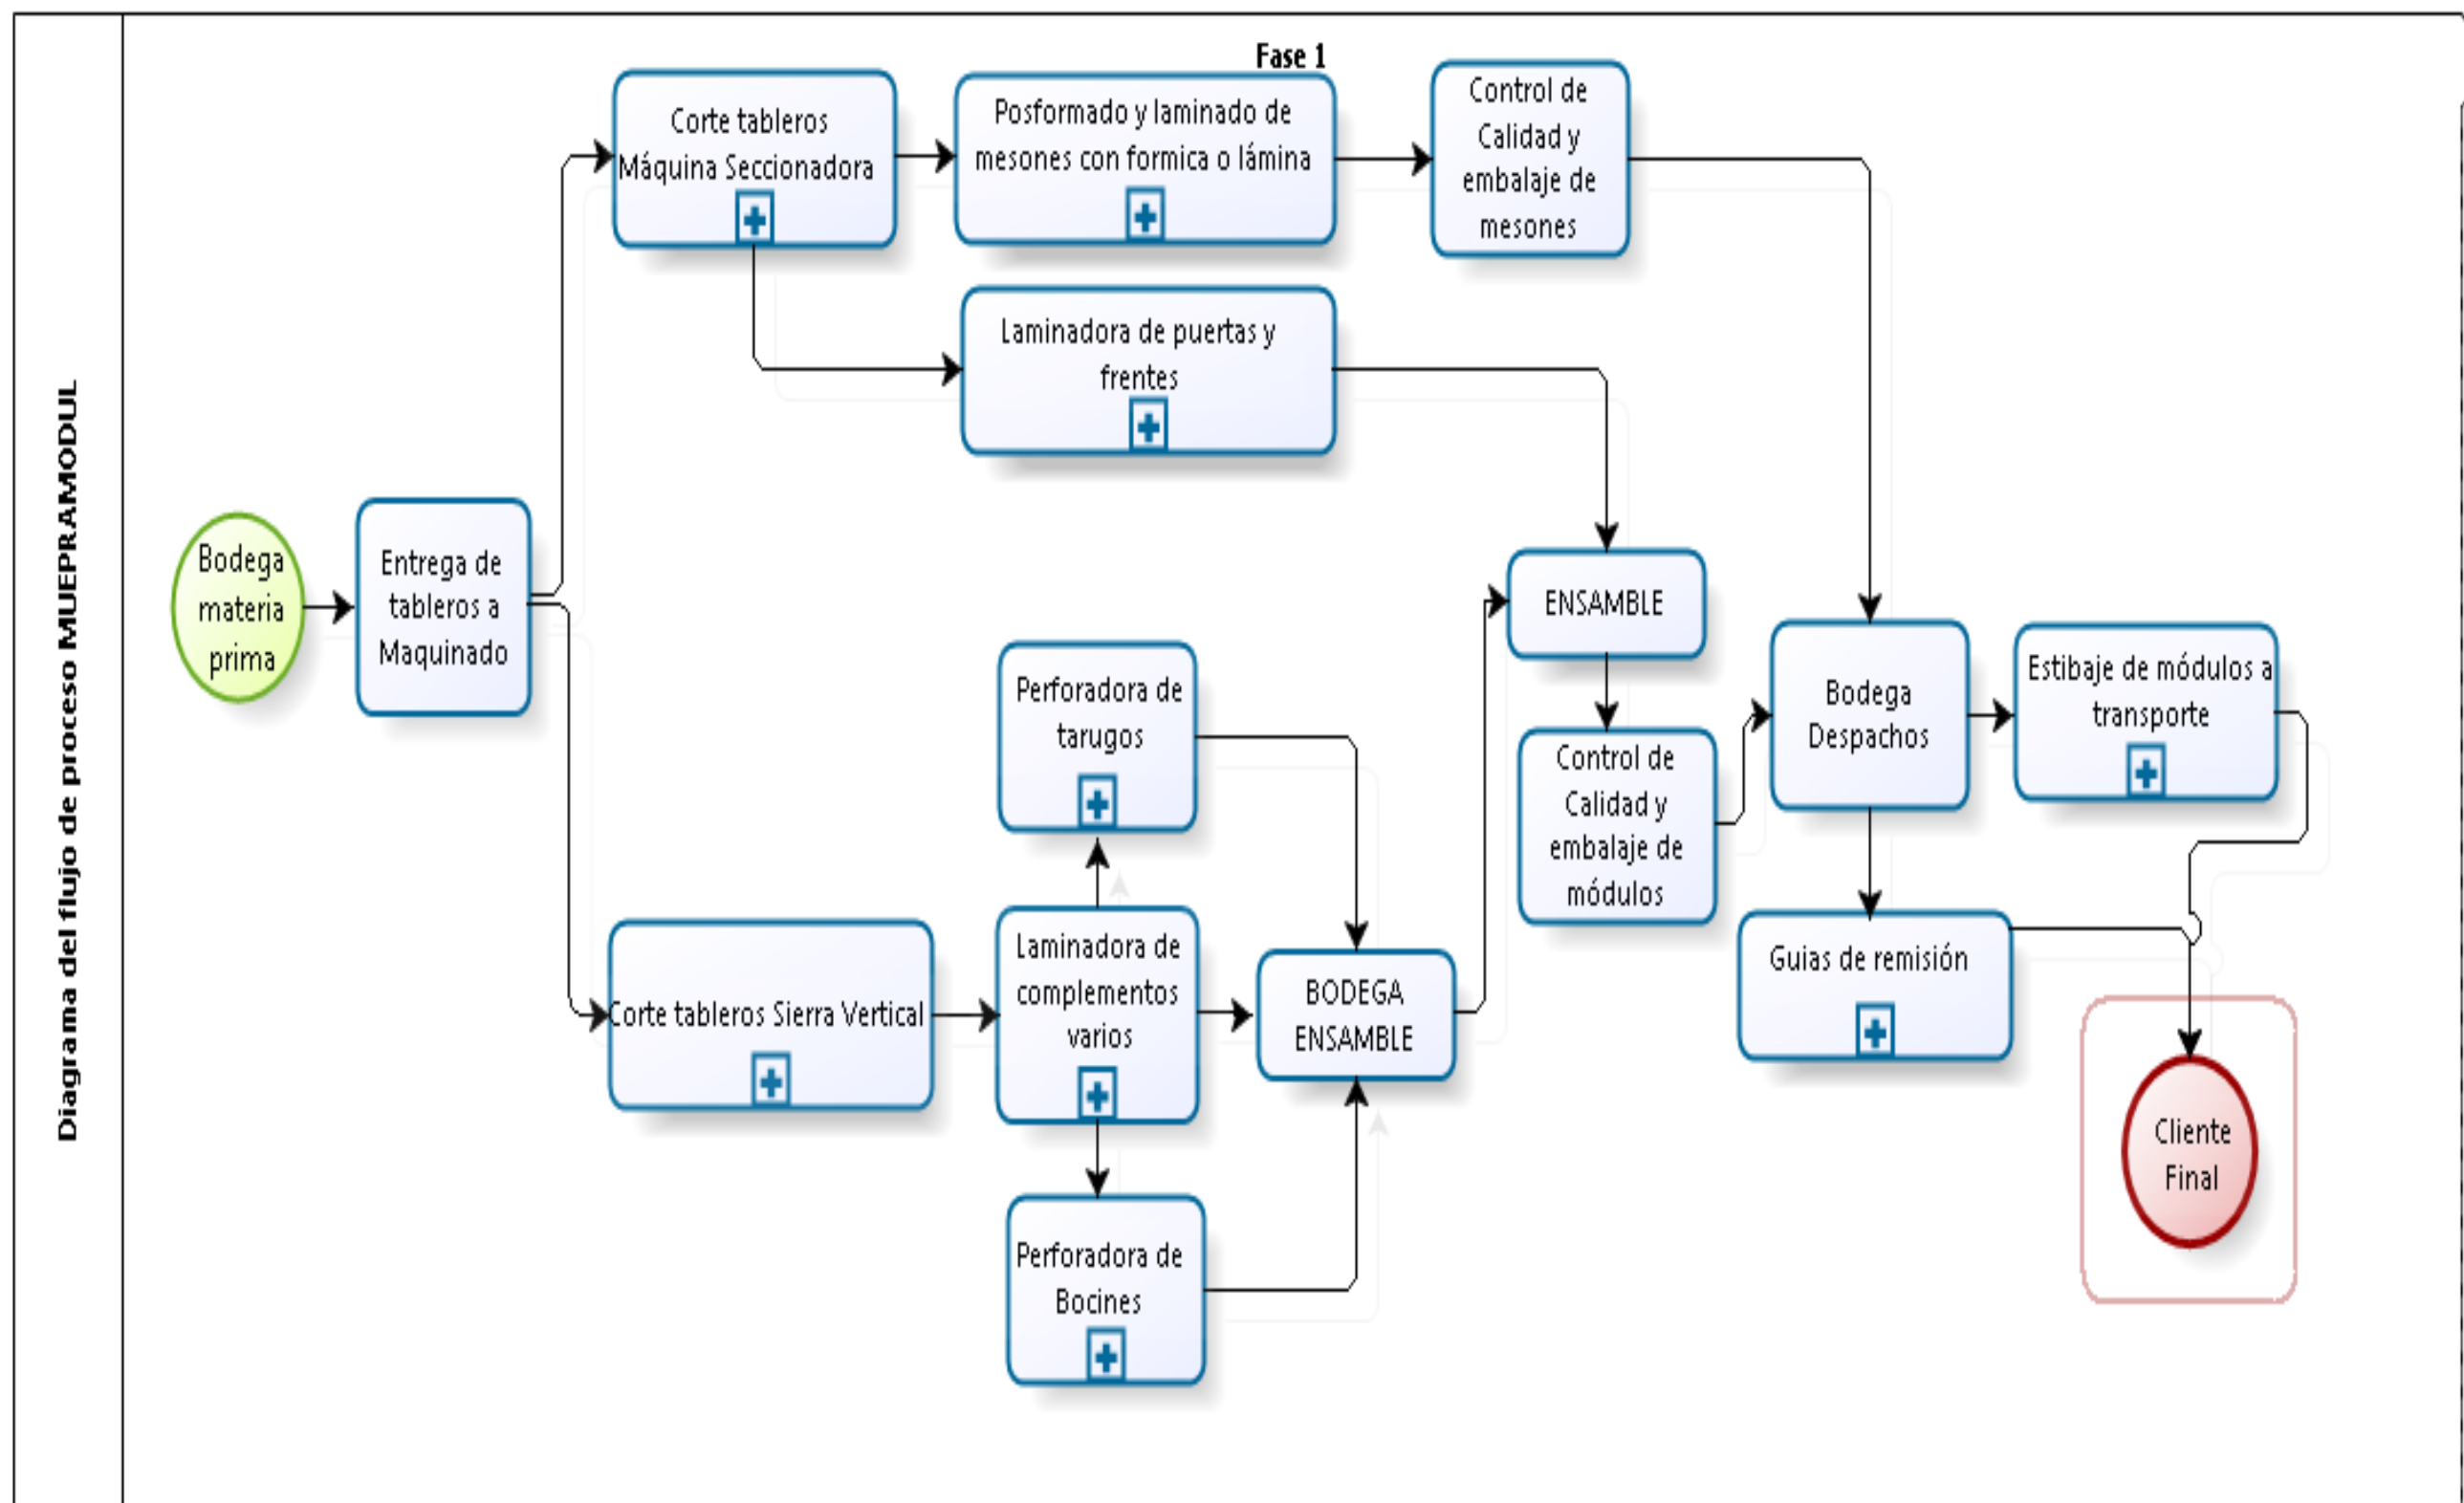 Diagrama del flujo de proceso MUEPRAMODUL
Fase 1
Bodega
materia
prima
Entrega de
tableros a
Maquinado
Corte tableros
Máquina Seccionadora
Posformado y laminado de
mesones con formica o lámina
Control de
Calidad y
embalaje de
mesones
Laminadora de puertas y
frentes
Corte tableros Sierra Vertical
Perforadora de
tarugos
Laminadora de
complementos
varios
Perforadora de
Bocines
BODEGA
ENSAMBLE
ENSAMBLE
Control de
Calidad y
embalaje de
módulos
Bodega
Despachos
Estibaje de módulos a
transporte
Guias de remisión
Cliente
Final